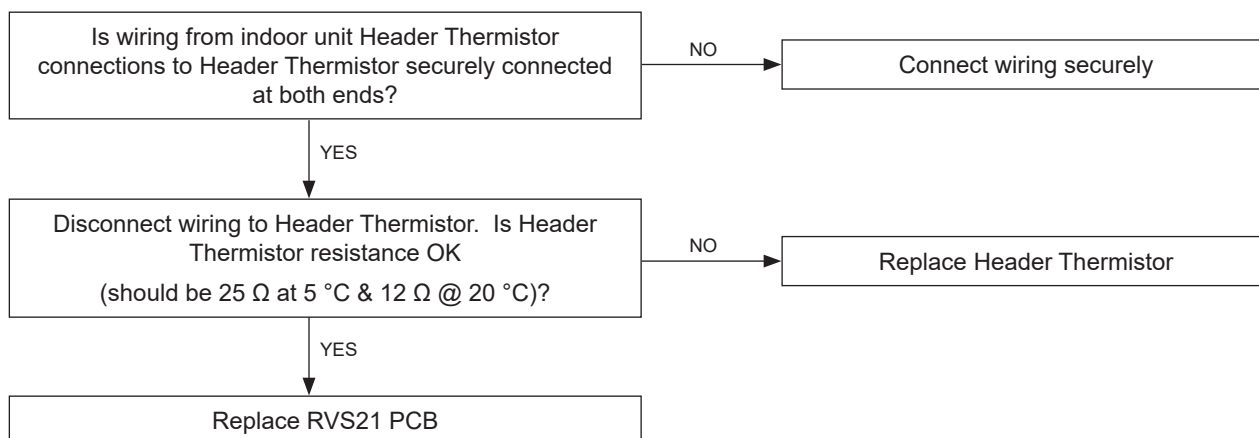 Is wiring from indoor unit Header Thermistor
connections to Header Thermistor securely connected
at both ends?
NO
Connect wiring securely
YES
Disconnect wiring to Header Thermistor.  Is Header
Thermistor resistance OK
(should be 25 Ω at 5 °C & 12 Ω @ 20 °C)?
NO
Replace Header Thermistor
YES
Replace RVS21 PCB